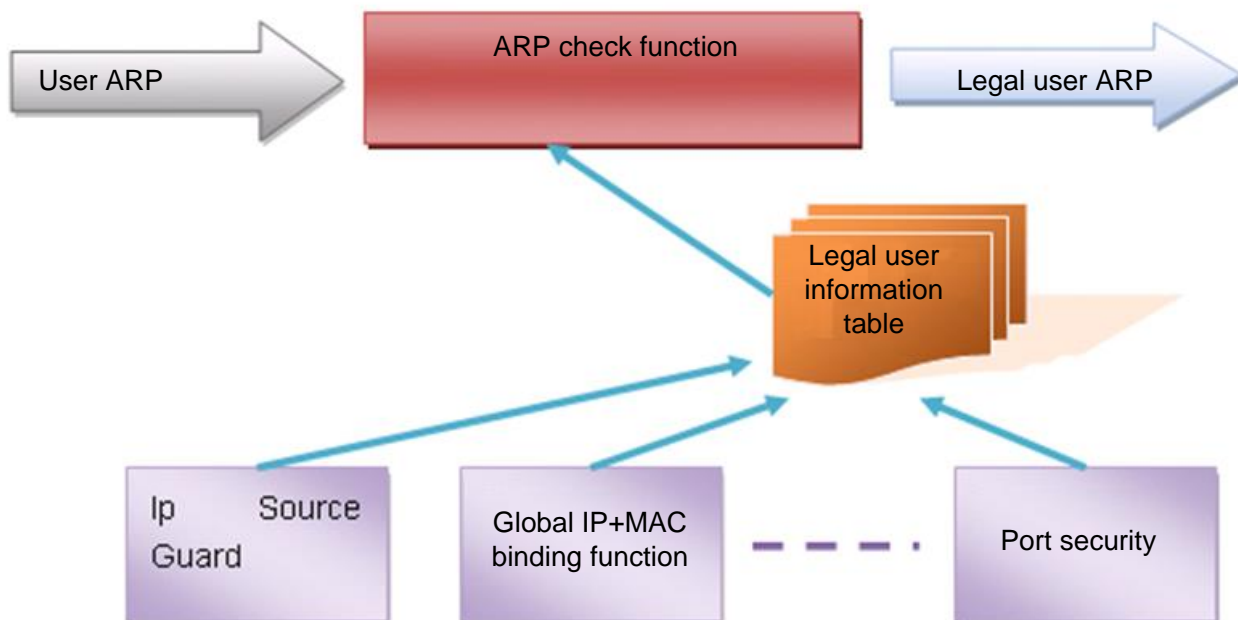 User ARP
ARP check function
Legal user ARP
Legal user
information
table
Ip Source
Guard
Global IP+MAC
binding function
Port security